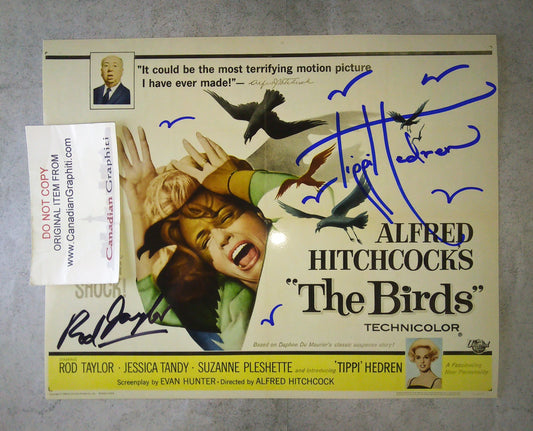 "It could be the most terrifying motion picture
I have ever made!"— Alfred J Hitchcock
Tippi Hedren
DO NOT COPY
ORIGINAL ITEM FROM
www.CanadianGraphiti.com
Canadian Graphiti
SHOCK!
ALFRED
HITCHCOCKS
"The Birds"
TECHNICOLOR®
Rod Taylor
Based on Daphne Du Maurier's classic suspense story!
ROD TAYLOR · JESSICA TANDY · SUZANNE PLESHETTE and introducing 'TIPPI' HEDREN
Screenplay by EVAN HUNTER · Directed by ALFRED HITCHCOCK
A Fascinating
New Personality